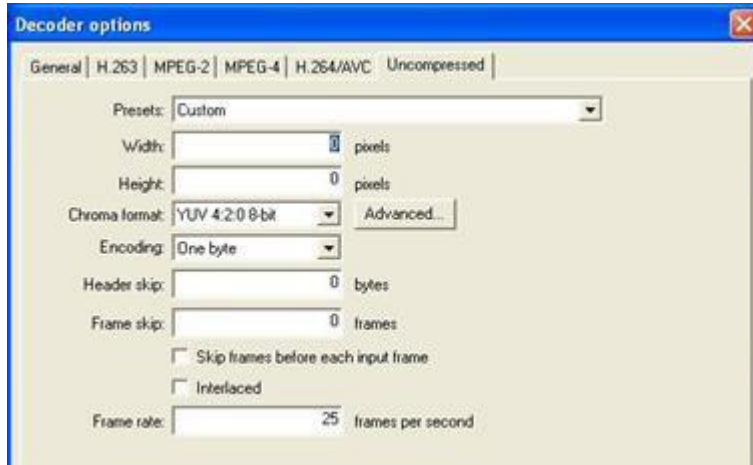 Decoder options
General H.263 MPEG-2 MPEG-4 H.264/AVC Uncompressed
Presets: Custom
Width: 0 pixels
Height: 0 pixels
Chroma format: YUV 4:2:0 8-bit Advanced...
Encoding: One byte
Header skip: 0 bytes
Frame skip: 0 frames
Skip frames before each input frame
Interlaced
Frame rate: 25 frames per second